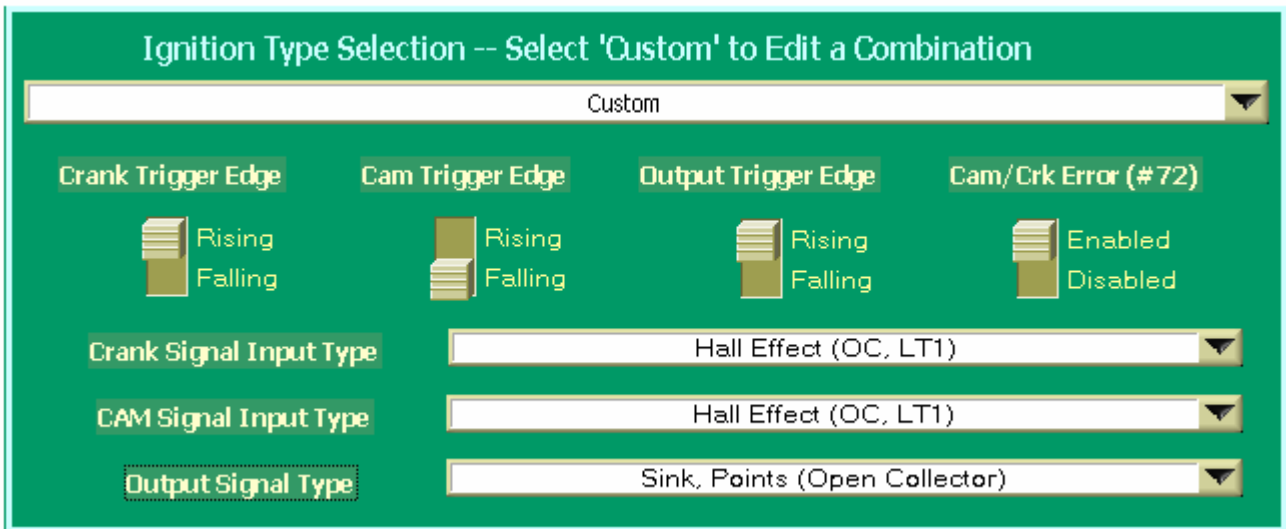 Ignition Type Selection -- Select 'Custom' to Edit a Combination
Custom
Crank Trigger Edge Cam Trigger Edge Output Trigger Edge Cam/Crk Error (#72)
Rising Rising Rising Enabled
Falling Falling Falling Disabled
Crank Signal Input Type Hall Effect (OC, LT1)
CAM Signal Input Type Hall Effect (OC, LT1)
Output Signal Type Sink, Points (Open Collector)